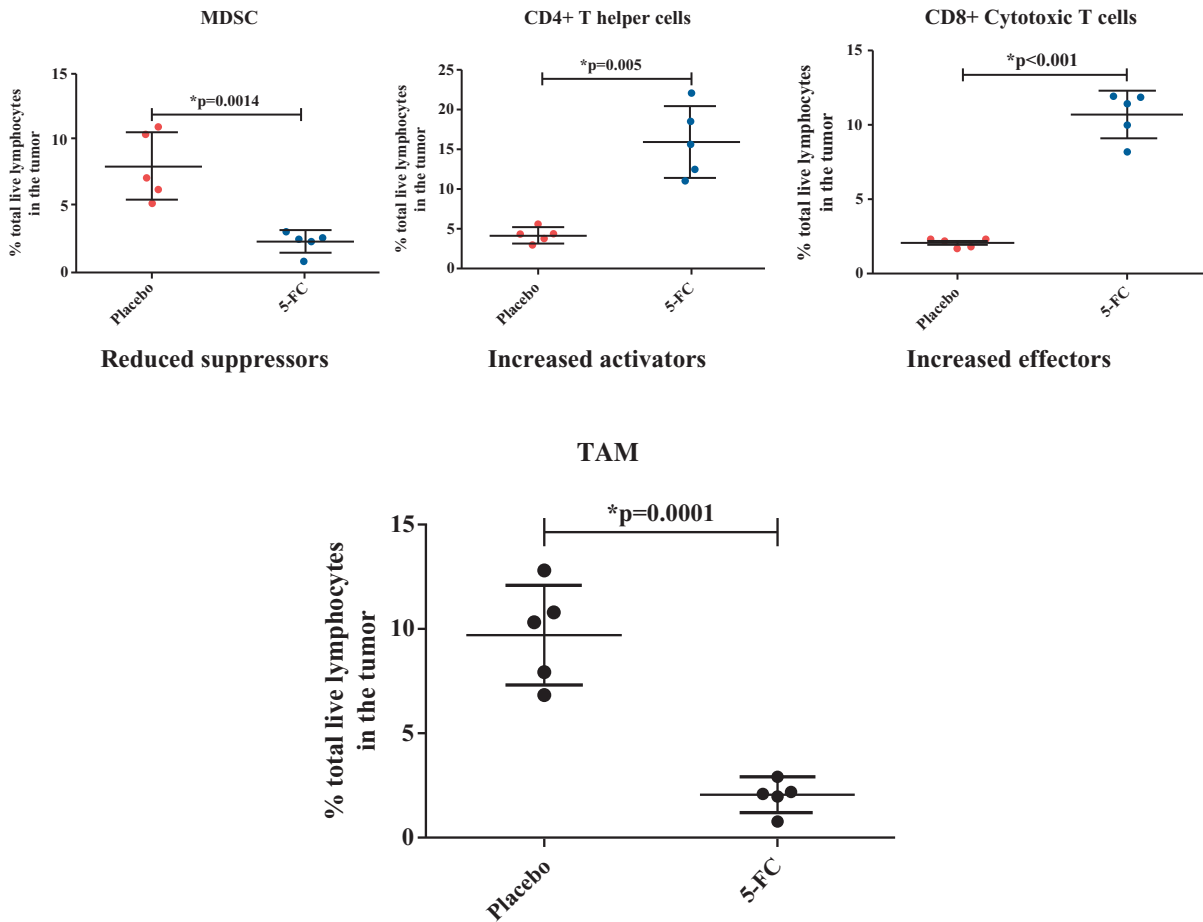 MDSC
% total live lymphocytes
in the tumor
15
10
5
0
*p=0.0014
Placebo
5-FC
Reduced suppressors
CD4+ T helper cells
% total live lymphocytes
in the tumor
25
20
15
10
5
0
*p=0.005
Placebo
5-FC
Increased activators
CD8+ Cytotoxic T cells
% total live lymphocytes
in the tumor
15
10
5
0
*p<0.001
Placebo
5-FC
Increased effectors
TAM
% total live lymphocytes
in the tumor
15
10
5
0
*p=0.0001
Placebo
5-FC